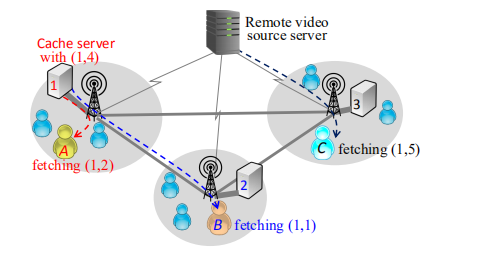 Remote video
source server
Cache server
with (1,4)
1
3
A
C fetching (1,5)
fetching (1,2)
2
B fetching (1,1)